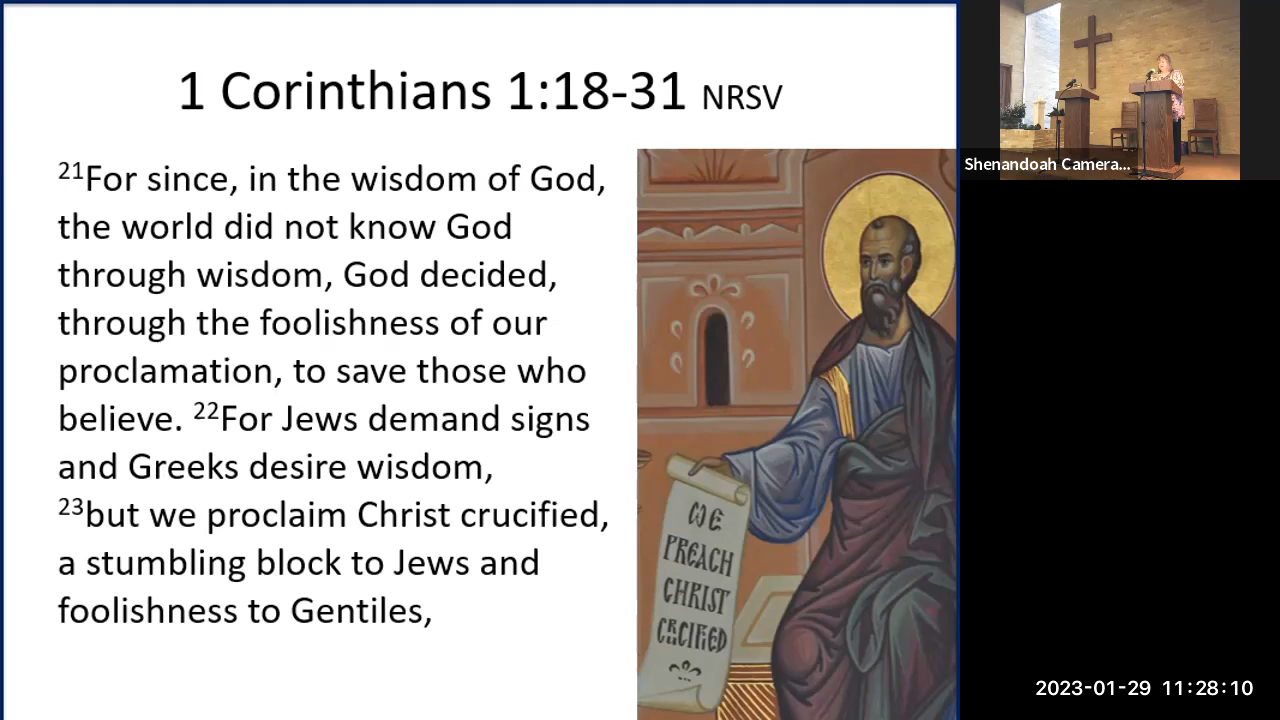 1 Corinthians 1:18-31 NRSV
21For since, in the wisdom of God,
the world did not know God
through wisdom, God decided,
through the foolishness of our
proclamation, to save those who
believe. 22For Jews demand signs
and Greeks desire wisdom,
23but we proclaim Christ crucified,
a stumbling block to Jews and
foolishness to Gentiles,
WE
PREACH
CHRIST
CRCIFIED
Shenandoah Camera...
2023-01-29 11:28:10